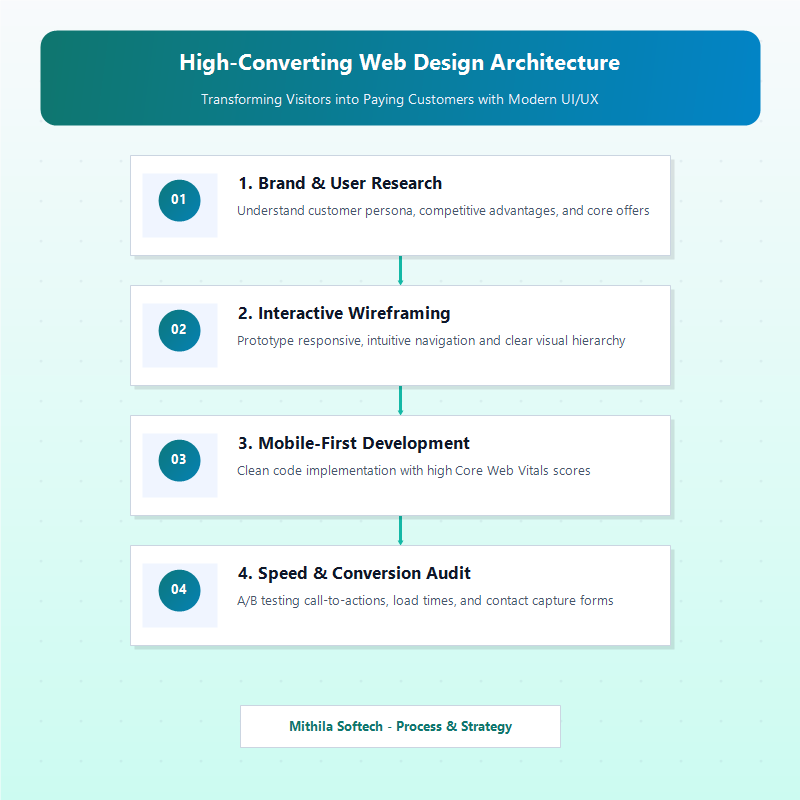 High-Converting Web Design Architecture
Transforming Visitors into Paying Customers with Modern UI/UX
01
1. Brand & User Research
Understand customer persona, competitive advantages, and core offers
02
2. Interactive Wireframing
Prototype responsive, intuitive navigation and clear visual hierarchy
03
3. Mobile-First Development
Clean code implementation with high Core Web Vitals scores
04
4. Speed & Conversion Audit
A/B testing call-to-actions, load times, and contact capture forms
Mithila Softech - Process & Strategy